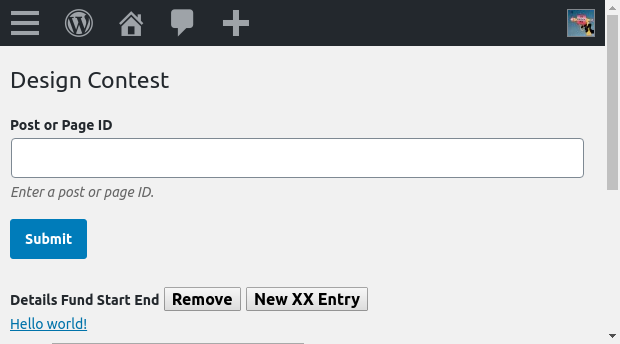 Design Contest
Post or Page ID
Enter a post or page ID.
Submit
Details Fund Start End Remove New XX Entry
Hello world!